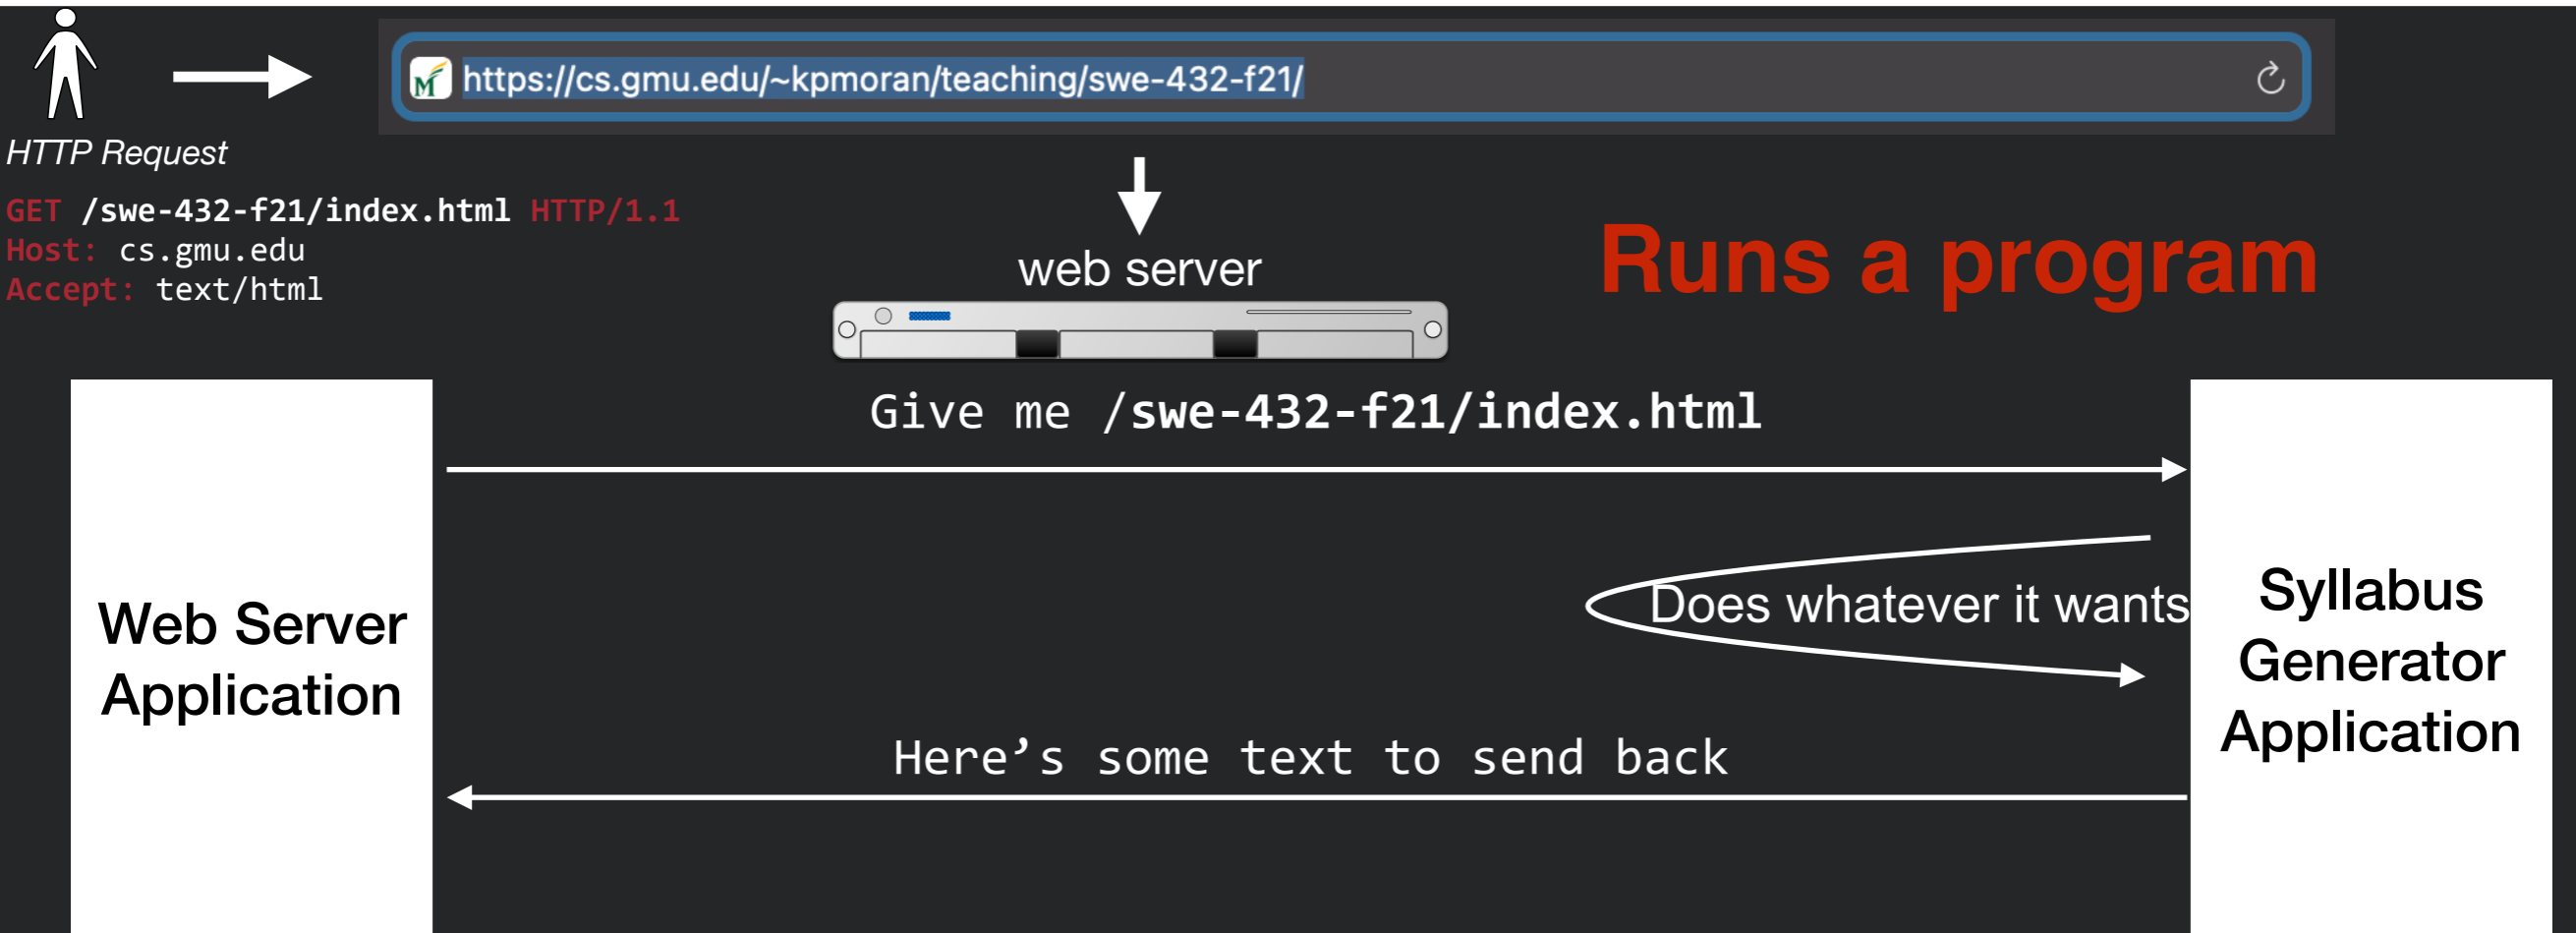 https://cs.gmu.edu/~kpmoran/teaching/swe-432-f21/
HTTP Request
GET /swe-432-f21/index.html HTTP/1.1
Host: cs.gmu.edu
Accept: text/html
web server
Runs a program
Give me /swe-432-f21/index.html
Web Server
Application
Does whatever it wants
Syllabus
Generator
Application
Here’s some text to send back